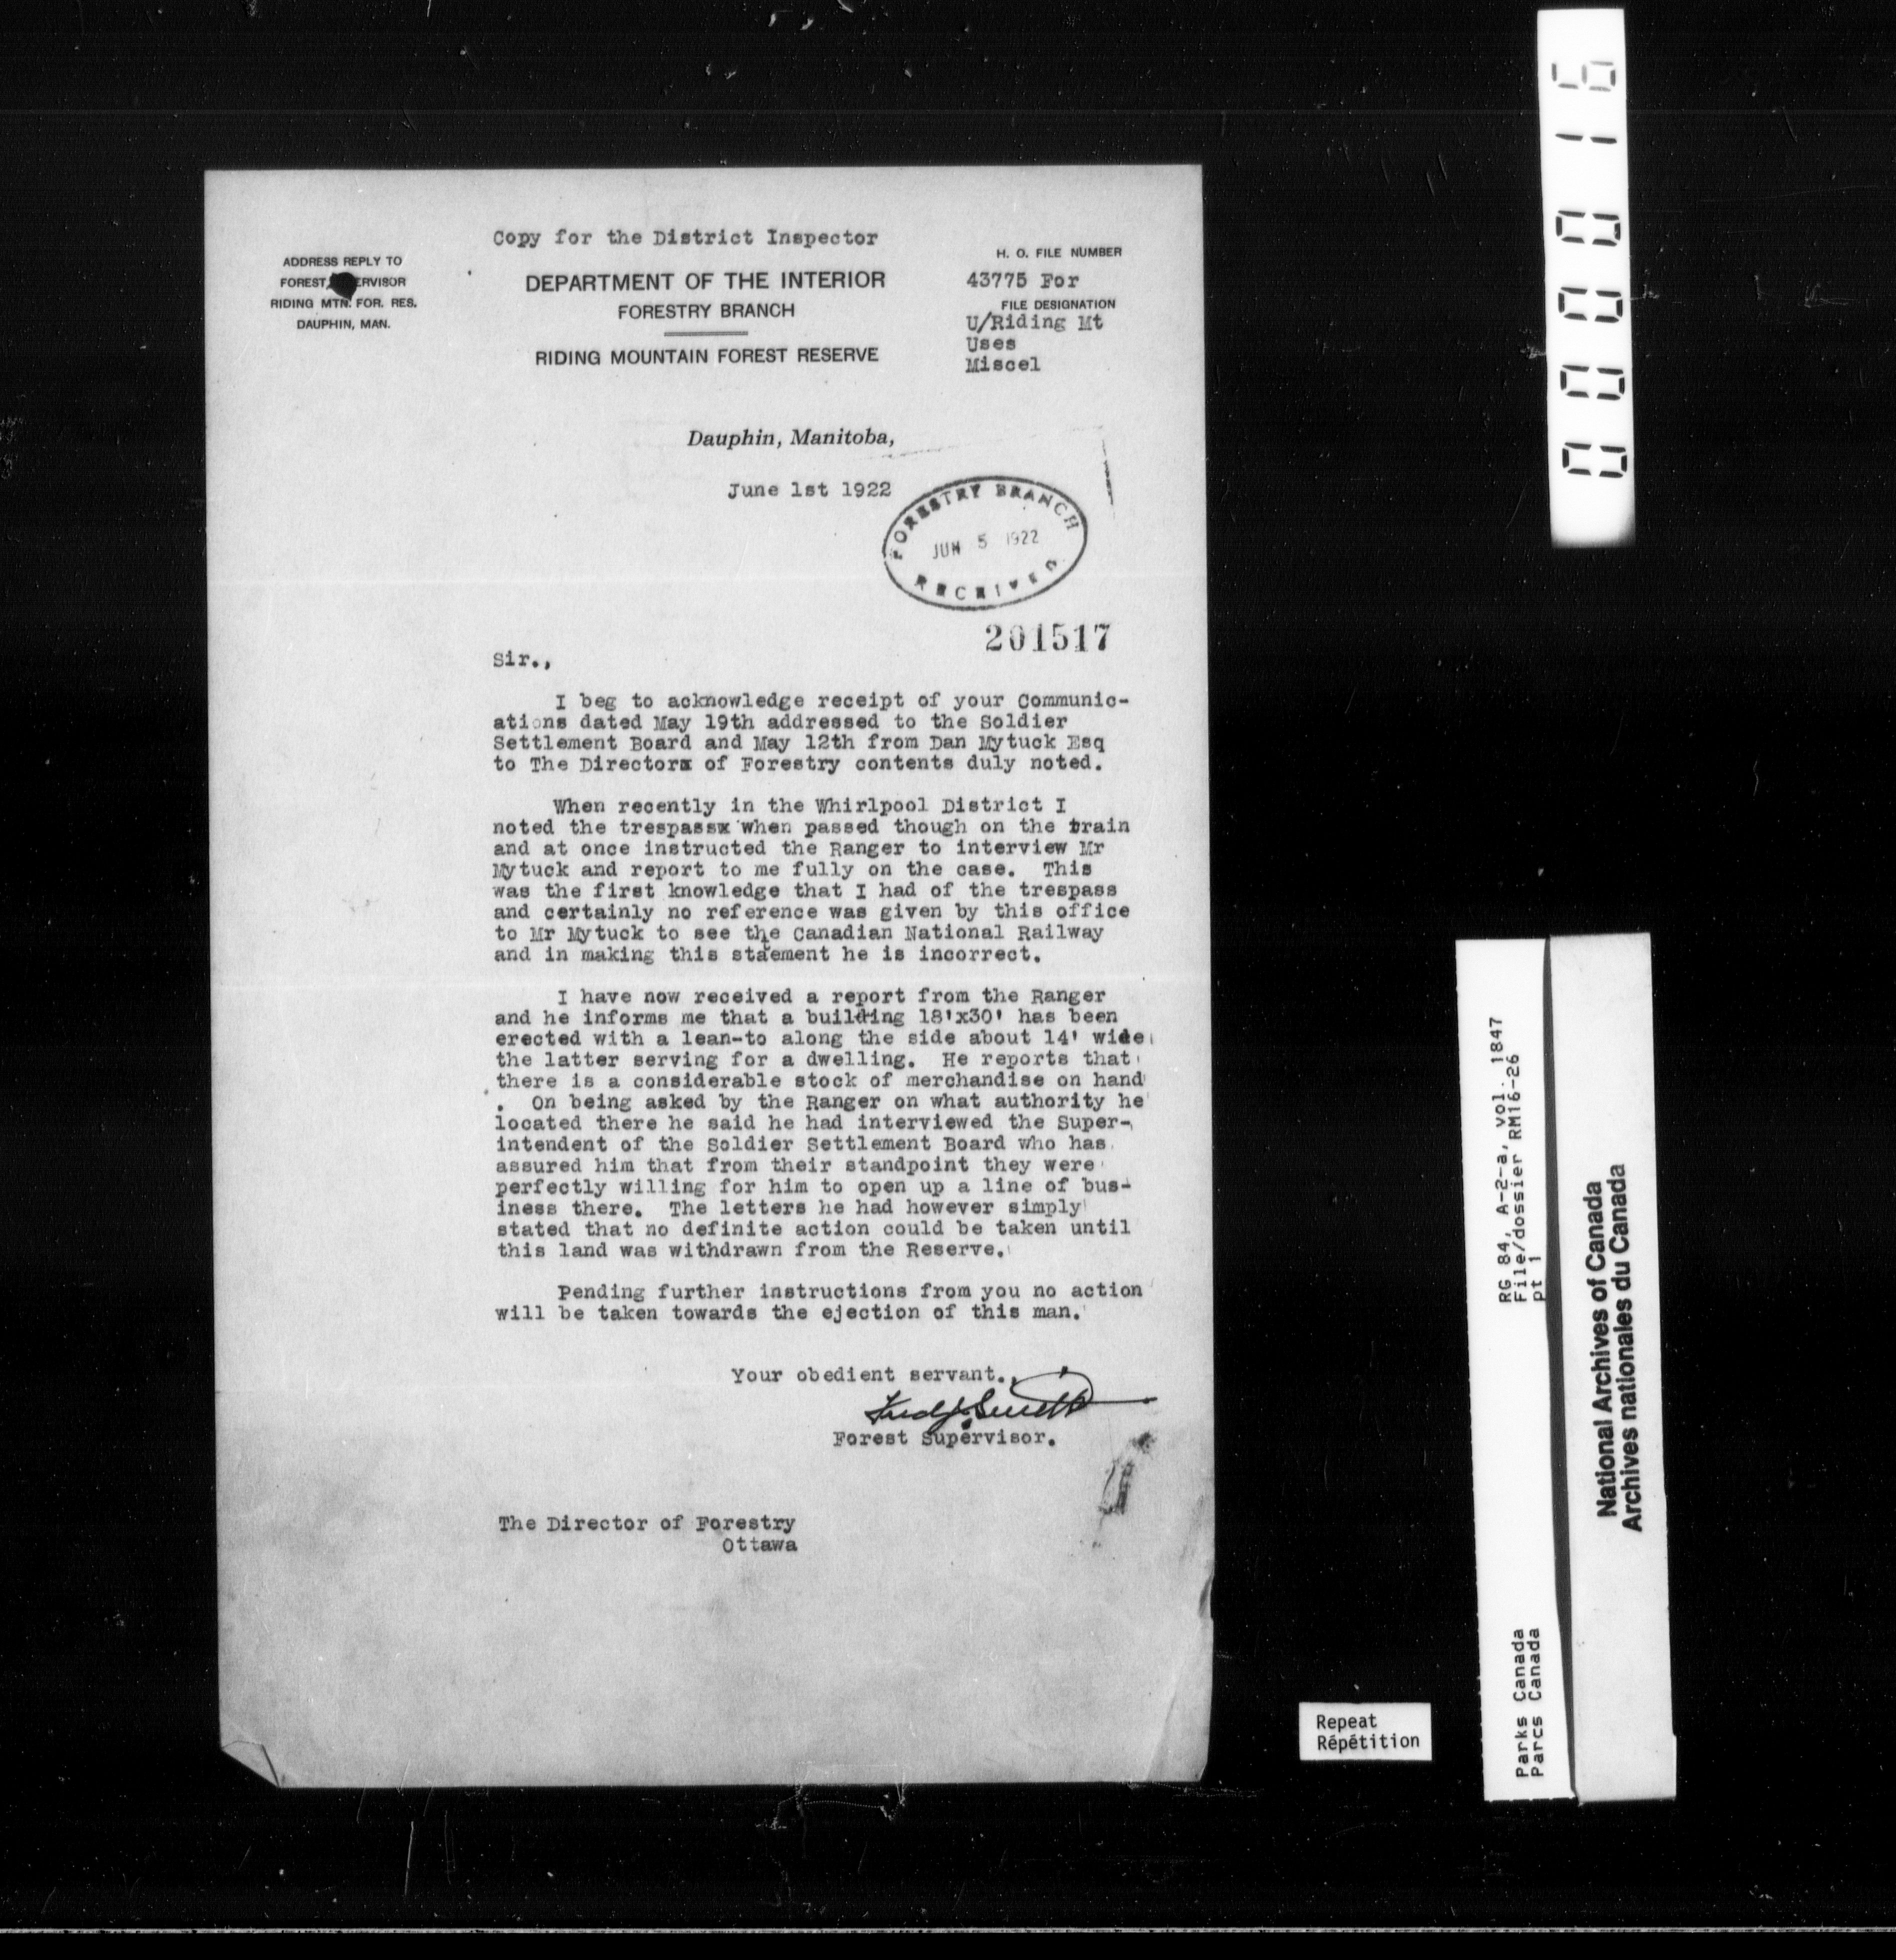 Copy for the District Inspector
ADDRESS REPLY TO
FOREST ERVISOR
RIDING MTN. FOR. RES.
DAUPHIN, MAN.
DEPARTMENT OF THE INTERIOR
FORESTRY BRANCH
RIDING MOUNTAIN FOREST RESERVE
H. O. FILE NUMBER
43775 For
FILE DESIGNATION
U/Riding Mt
Uses
Miscel
Dauphin, Manitoba,
June 1st 1922
FORESTRY BRANCH
JUN 5 1922
RECEIVED
201517
Sir.,
I beg to acknowledge receipt of your Communic-
ations dated May 19th addressed to the Soldier
Settlement Board and May 12th from Dan Mytuck Esq
to The Directorx of Forestry contents duly noted.
When recently in the Whirlpool District I
noted the trespassx when passed though on the train
and at once instructed the Ranger to interview Mr
Mytuck and report to me fully on the case. This
was the first knowledge that I had of the trespass
and certainly no reference was given by this office
to Mr Mytuck to see the Canadian National Railway
and in making this statement he is incorrect.
I have now received a report from the Ranger
and he informs me that a building 18'x30' has been
erected with a lean-to along the side about 14' wide
the latter serving for a dwelling. He reports that
there is a considerable stock of merchandise on hand
. On being asked by the Ranger on what authority he
located there he said he had interviewed the Super-
intendent of the Soldier Settlement Board who has
assured him that from their standpoint they were
perfectly willing for him to open up a line of bus-
iness there. The letters he had however simply
stated that no definite action could be taken until
this land was withdrawn from the Reserve.
Pending further instructions from you no action
will be taken towards the ejection of this man.
Your obedient servant.,
Forest Supervisor.
The Director of Forestry
Ottawa
000016
RG 84, A-2-a, vol. 1847
File/dossier RM16-26
pt 1
Parks Canada
Parcs Canada
National Archives of Canada
Archives nationales du Canada
Repeat
Répétition